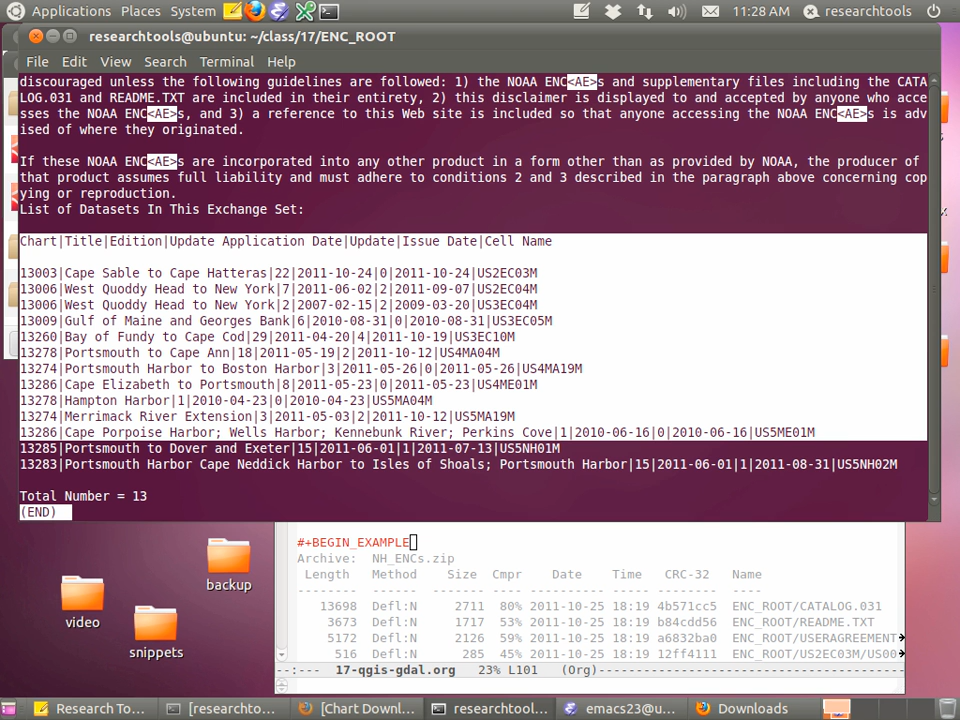 Applications Places System 11:28 AM researchtools
researchtools@ubuntu: ~/class/17/ENC_ROOT
File Edit View Search Terminal Help
discouraged unless the following guidelines are followed: 1) the NOAA ENC<AE>s and supplementary files including the CATA
LOG.031 and README.TXT are included in their entirety, 2) this disclaimer is displayed to and accepted by anyone who acce
sses the NOAA ENC<AE>s, and 3) a reference to this Web site is included so that anyone accessing the NOAA ENC<AE>s is adv
ised of where they originated.
If these NOAA ENC<AE>s are incorporated into any other product in a form other than as provided by NOAA, the producer of
that product assumes full liability and must adhere to conditions 2 and 3 described in the paragraph above concerning cop
ying or reproduction.
List of Datasets In This Exchange Set:
Chart|Title|Edition|Update Application Date|Update|Issue Date|Cell Name
13003|Cape Sable to Cape Hatteras|22|2011-10-24|0|2011-10-24|US2EC03M
13006|West Quoddy Head to New York|7|2011-06-02|2|2011-09-07|US2EC04M
13006|West Quoddy Head to New York|2|2007-02-15|2|2009-03-20|US3EC04M
13009|Gulf of Maine and Georges Bank|6|2010-08-31|0|2010-08-31|US3EC05M
13260|Bay of Fundy to Cape Cod|29|2011-04-20|4|2011-10-19|US3EC10M
13278|Portsmouth to Cape Ann|18|2011-05-19|2|2011-10-12|US4MA04M
13274|Portsmouth Harbor to Boston Harbor|3|2011-05-26|0|2011-05-26|US4MA19M
13286|Cape Elizabeth to Portsmouth|8|2011-05-23|0|2011-05-23|US4ME01M
13278|Hampton Harbor|1|2010-04-23|0|2010-04-23|US5MA04M
13274|Merrimack River Extension|3|2011-05-03|2|2011-10-12|US5MA19M
13286|Cape Porpoise Harbor; Wells Harbor; Kennebunk River; Perkins Cove|1|2010-06-16|0|2010-06-16|US5ME01M
13285|Portsmouth to Dover and Exeter|15|2011-06-01|1|2011-07-13|US5NH01M
13283|Portsmouth Harbor Cape Neddick Harbor to Isles of Shoals; Portsmouth Harbor|15|2011-06-01|1|2011-08-31|US5NH02M
Total Number = 13
(END)
#+BEGIN_EXAMPLE
Archive: NH_ENCs.zip
Length Method Size Cmpr Date Time CRC-32 Name
-------- ------ ------- ---- ---------- ----- -------- ----
13698 Defl:N 2711 80% 2011-10-25 18:19 4b571cc5 ENC_ROOT/CATALOG.031
3673 Defl:N 1717 53% 2011-10-25 18:19 b84cdd56 ENC_ROOT/README.TXT
5172 Defl:N 2126 59% 2011-10-25 18:19 a6832ba0 ENC_ROOT/USERAGREEMENT
516 Defl:N 285 45% 2011-10-25 18:19 12ff4111 ENC_ROOT/US2EC03M/US00
--:--- 17-qgis-gdal.org 23% L101 (Org)
backup
video
snippets
Research To... [researchto... [Chart Downl... researchtool... emacs23@u... Downloads